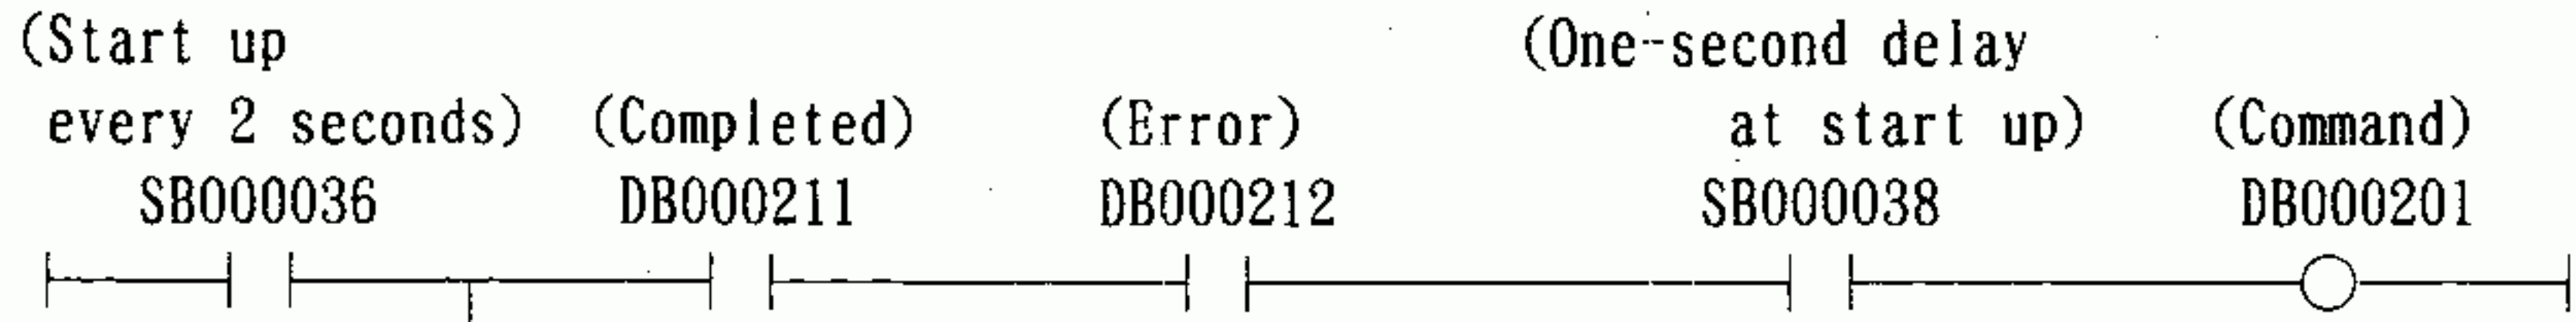 (Start up
every 2 seconds) (Completed) (Error)
(One-second delay
at start up) (Command)
SB000036 DB000211 DB000212 SB000038 DB000201